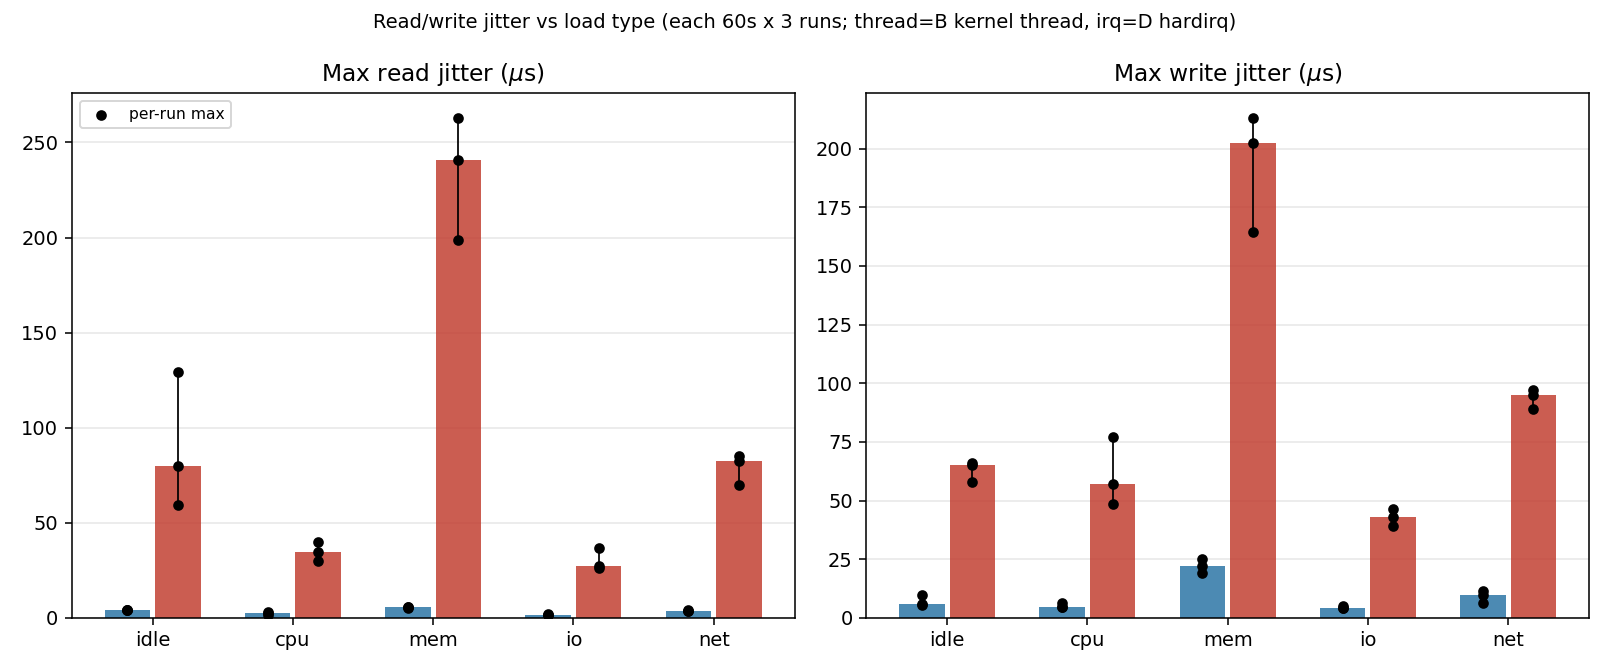 Read/write jitter vs load type (each 60s x 3 runs; thread=B kernel thread, irq=D hardirq)
Max read jitter (μs)
per-run max
250
200
150
100
50
0
idle cpu mem io net
Max write jitter (μs)
200
175
150
125
100
75
50
25
0
idle cpu mem io net